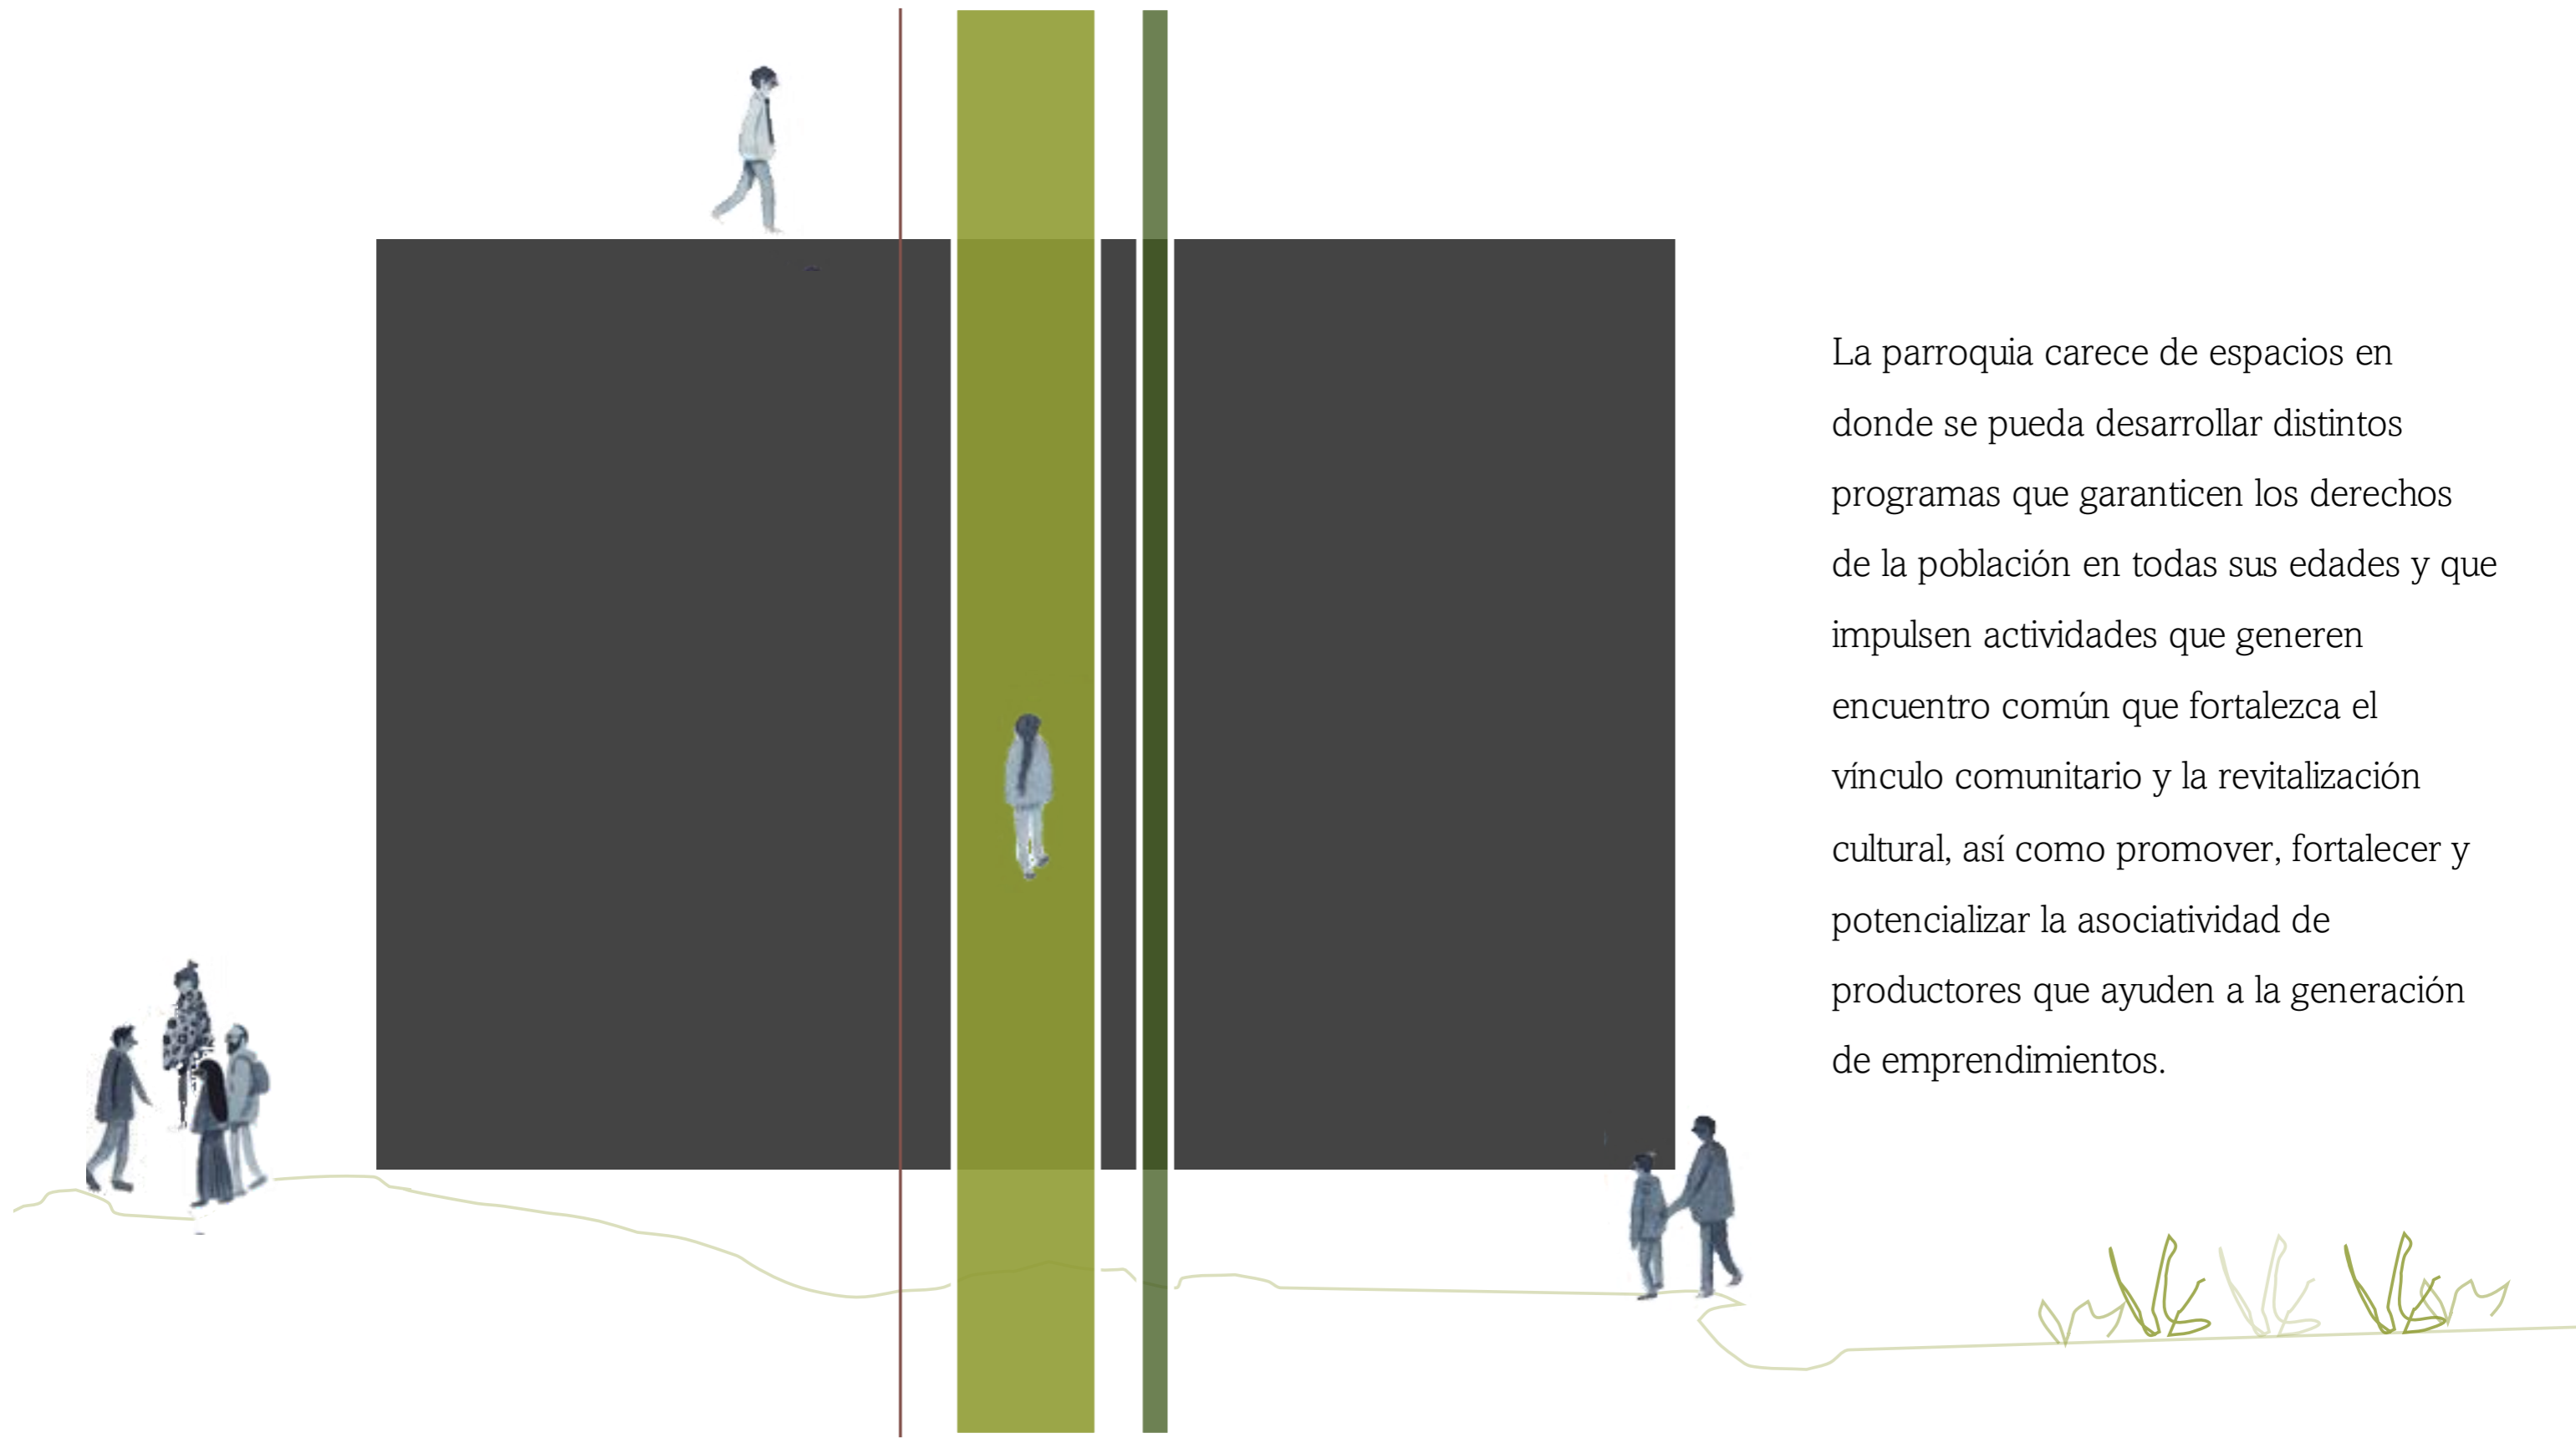 La parroquia carece de espacios en
donde se pueda desarrollar distintos
programas que garanticen los derechos
de la población en todas sus edades y que
impulsen actividades que generen
encuentro común que fortalezca el
vínculo comunitario y la revitalización
cultural, así como promover, fortalecer y
potencializar la asociatividad de
productores que ayuden a la generación
de emprendimientos.